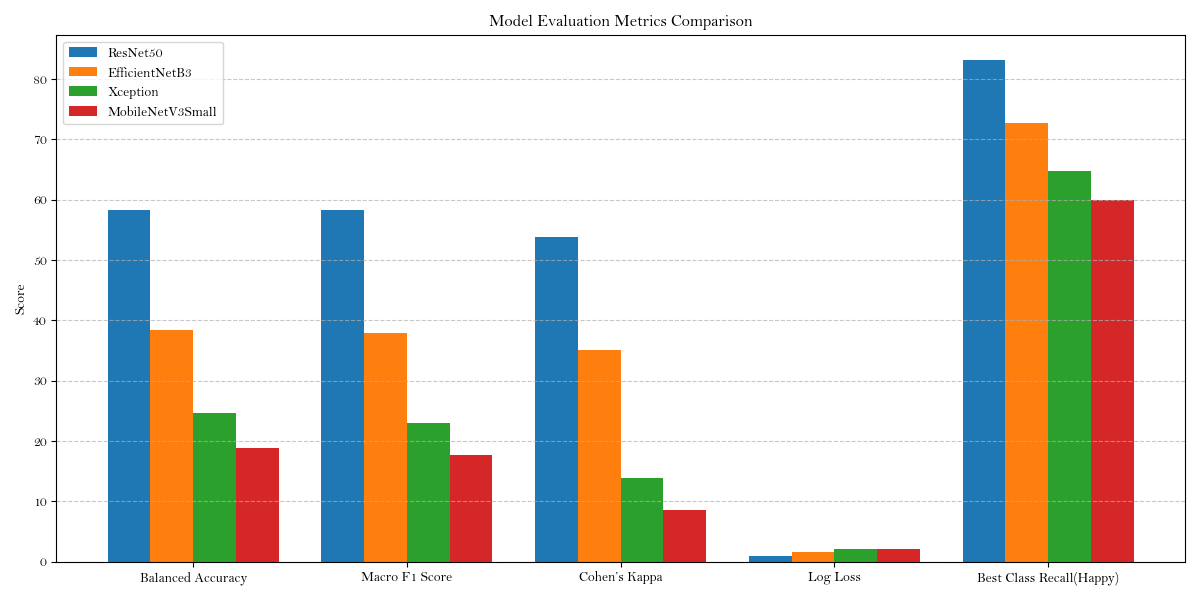 Model Evaluation Metrics Comparison
ResNet50
EfficientNetB3
Xception
MobileNetV3Small
Score
80
70
60
50
40
30
20
10
0
Balanced Accuracy
Macro F1 Score
Cohen's Kappa
Log Loss
Best Class Recall(Happy)